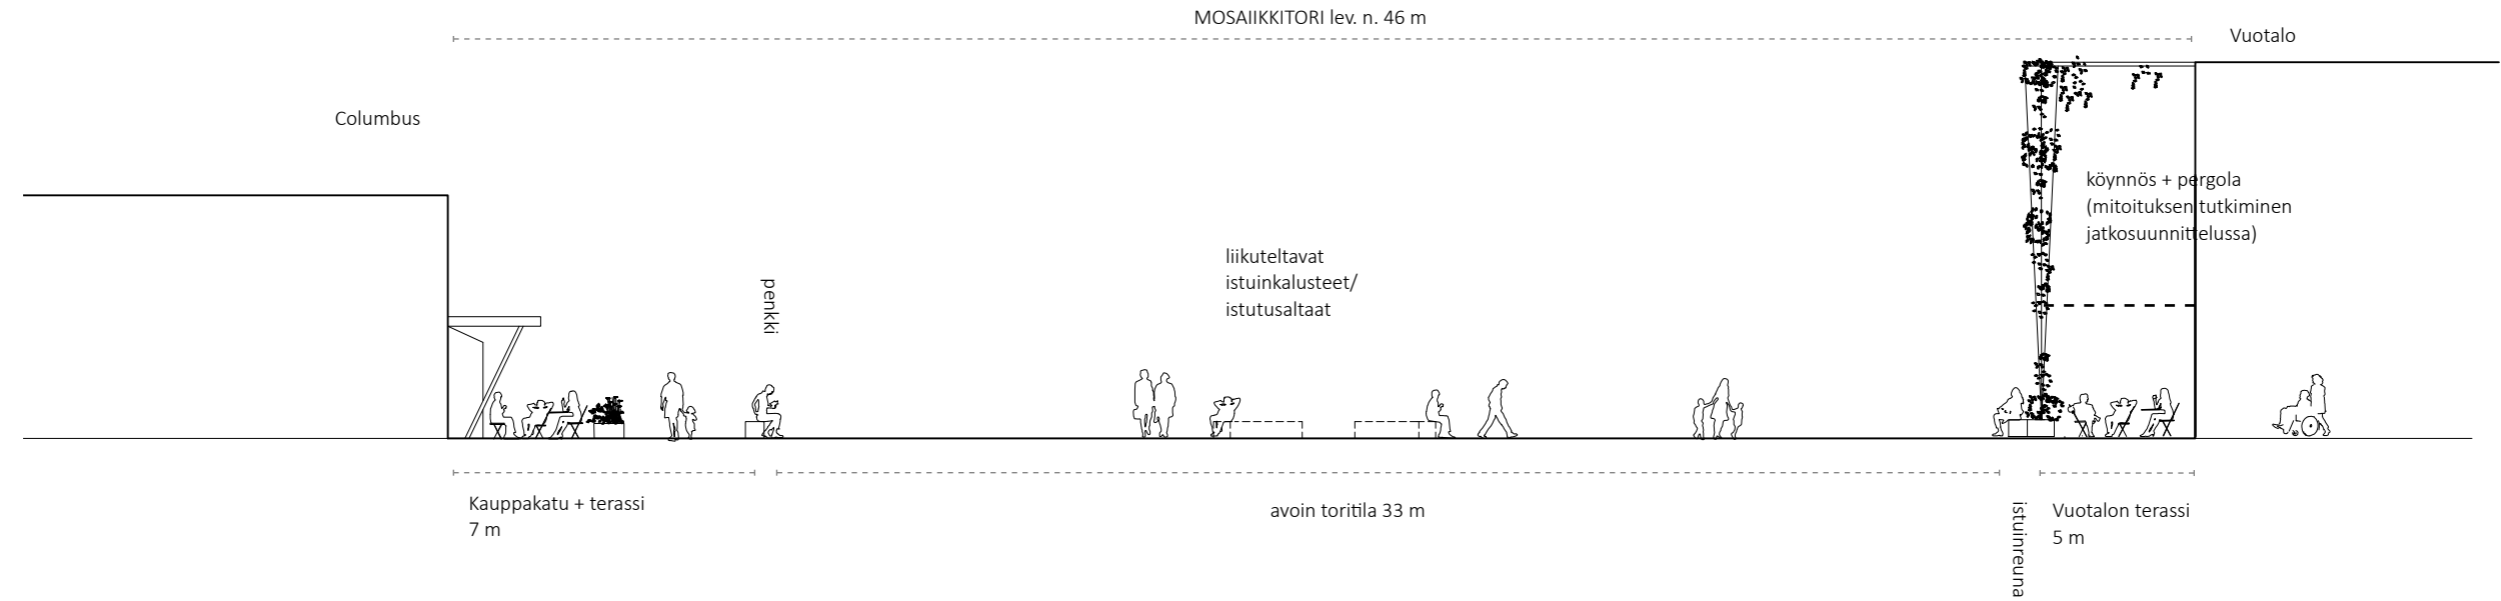 MOSAIIKKITORI lev. n. 46 m
Vuotalo
Columbus
köynnös + pergola
(mitoituksen tutkiminen
jatkosuunnittelussa)
liikuteltavat
istuinkalusteet/
istutusaltaat
penkki
Kauppakatu + terassi
7 m
avoin toritila 33 m
istuinreuna
Vuotalon terassi
5 m